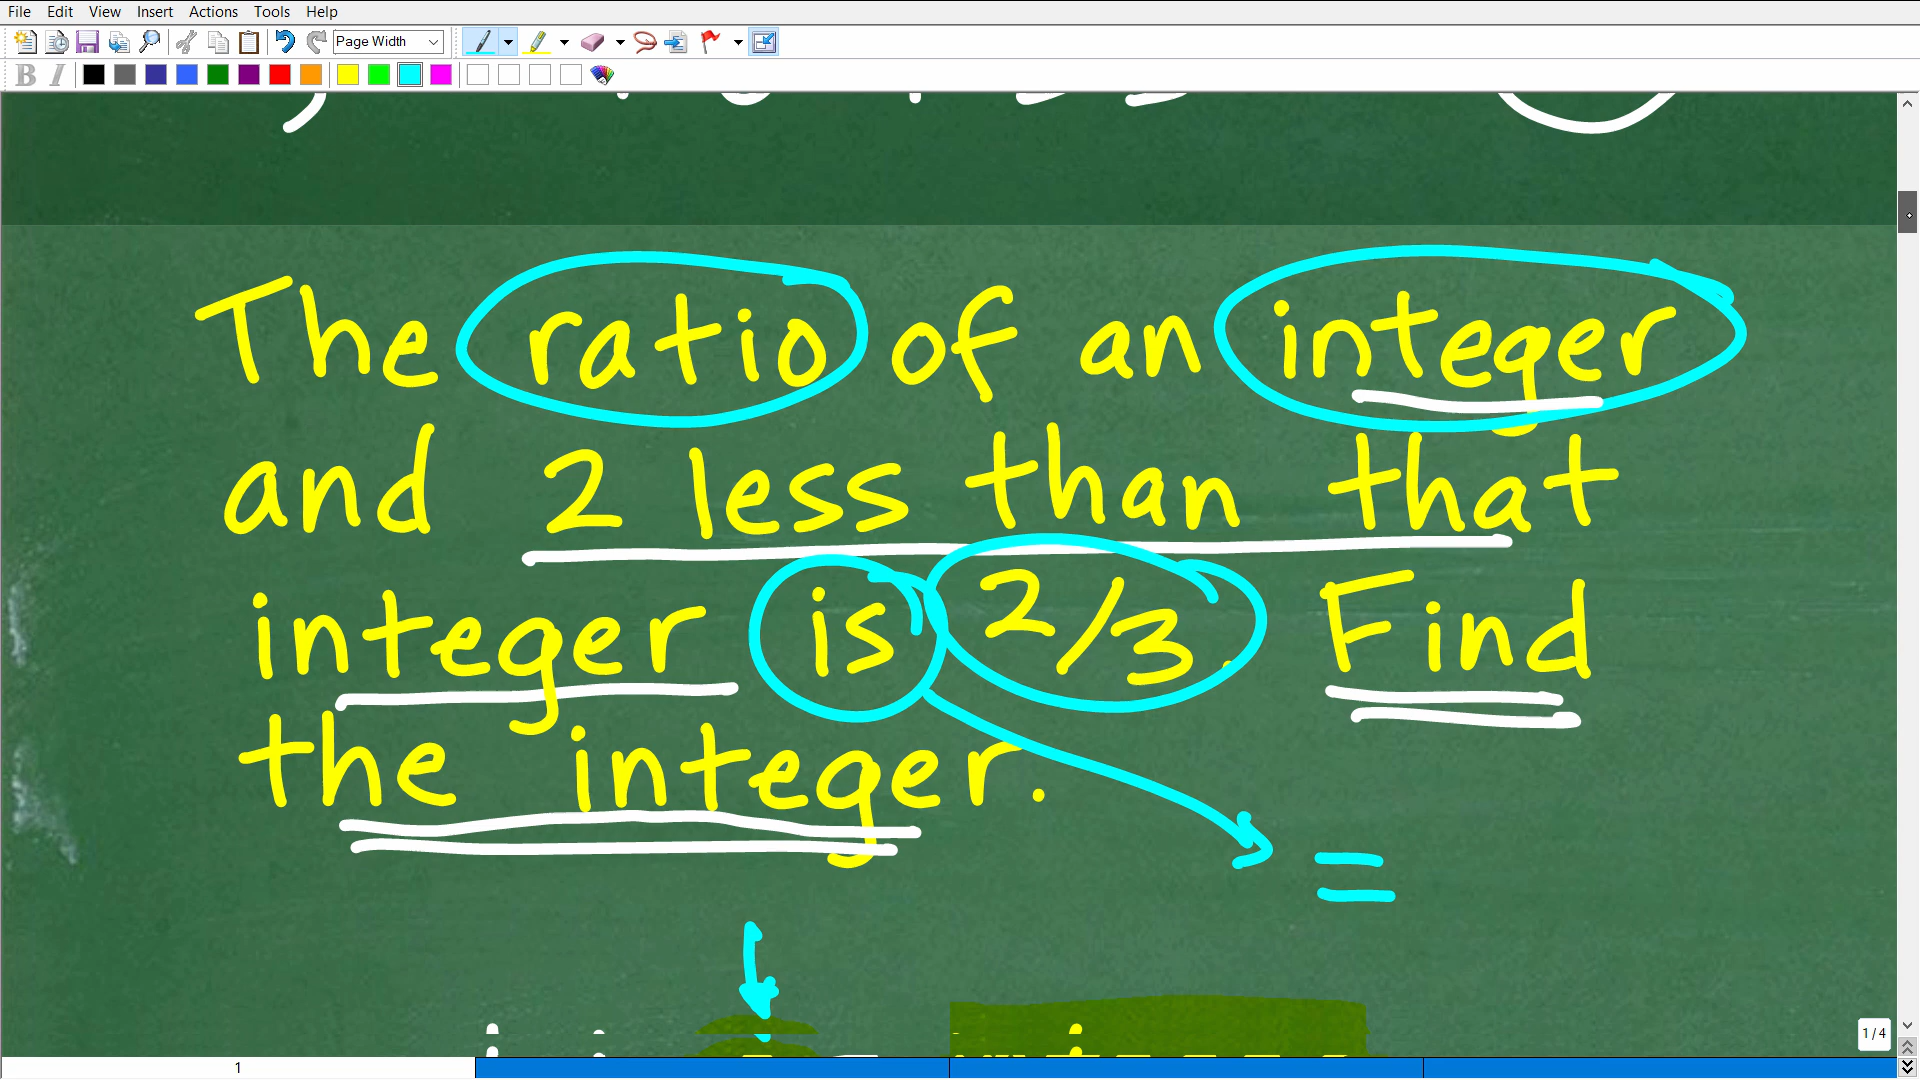 File Edit View Insert Actions Tools Help
Page Width
B I
The ratio of an integer
and 2 less than that
integer is 2/3. Find
the integer.
=
1 / 4
1